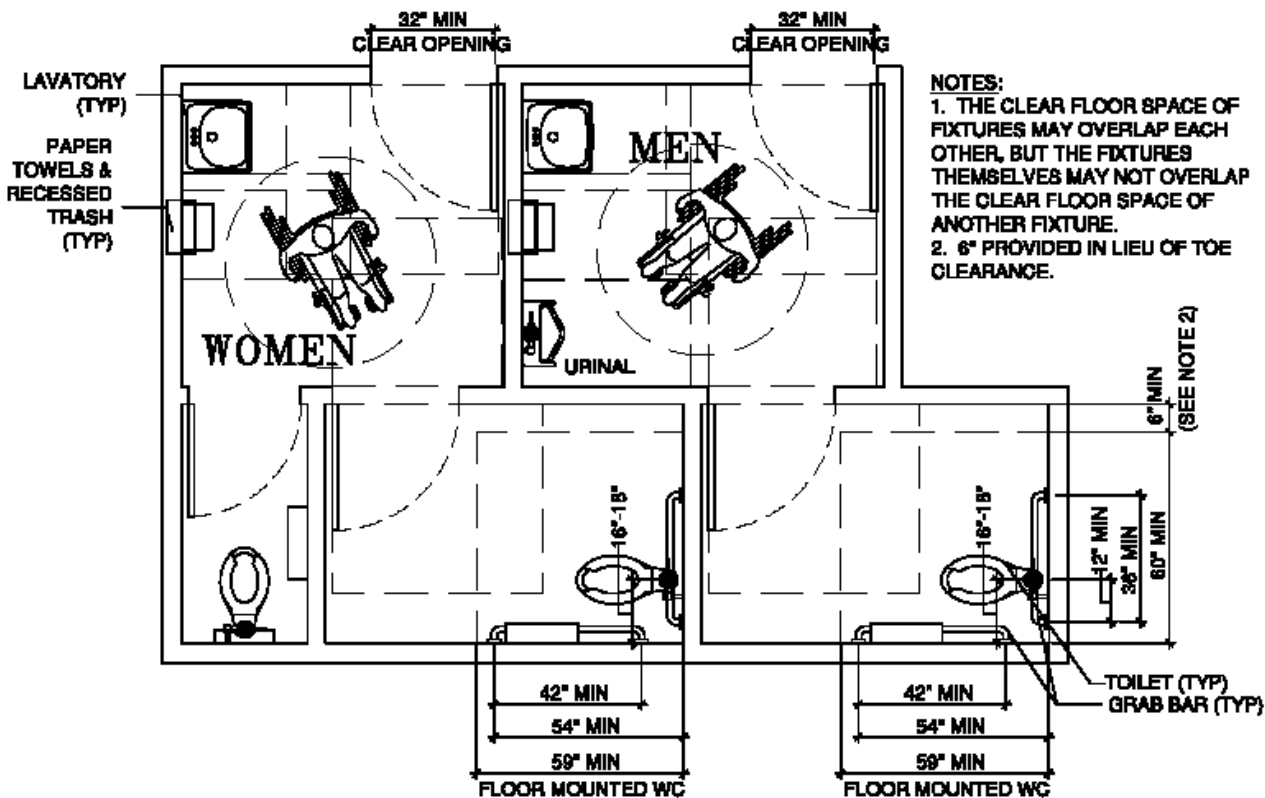 32" MIN
CLEAR OPENING
32" MIN
CLEAR OPENING
LAVATORY
(TYP)
PAPER
TOWELS &
RECESSED
TRASH
(TYP)
NOTES:
1. THE CLEAR FLOOR SPACE OF
FIXTURES MAY OVERLAP EACH
OTHER, BUT THE FIXTURES
THEMSELVES MAY NOT OVERLAP
THE CLEAR FLOOR SPACE OF
ANOTHER FIXTURE.
2. 6" PROVIDED IN LIEU OF TOE
CLEARANCE.
MEN
WOMEN
URINAL
6" MIN
(SEE NOTE 2)
16"-18"
16"-18"
12" MIN
36" MIN
60" MIN
42" MIN
54" MIN
59" MIN
FLOOR MOUNTED WC
42" MIN
54" MIN
59" MIN
FLOOR MOUNTED WC
TOILET (TYP)
GRAB BAR (TYP)